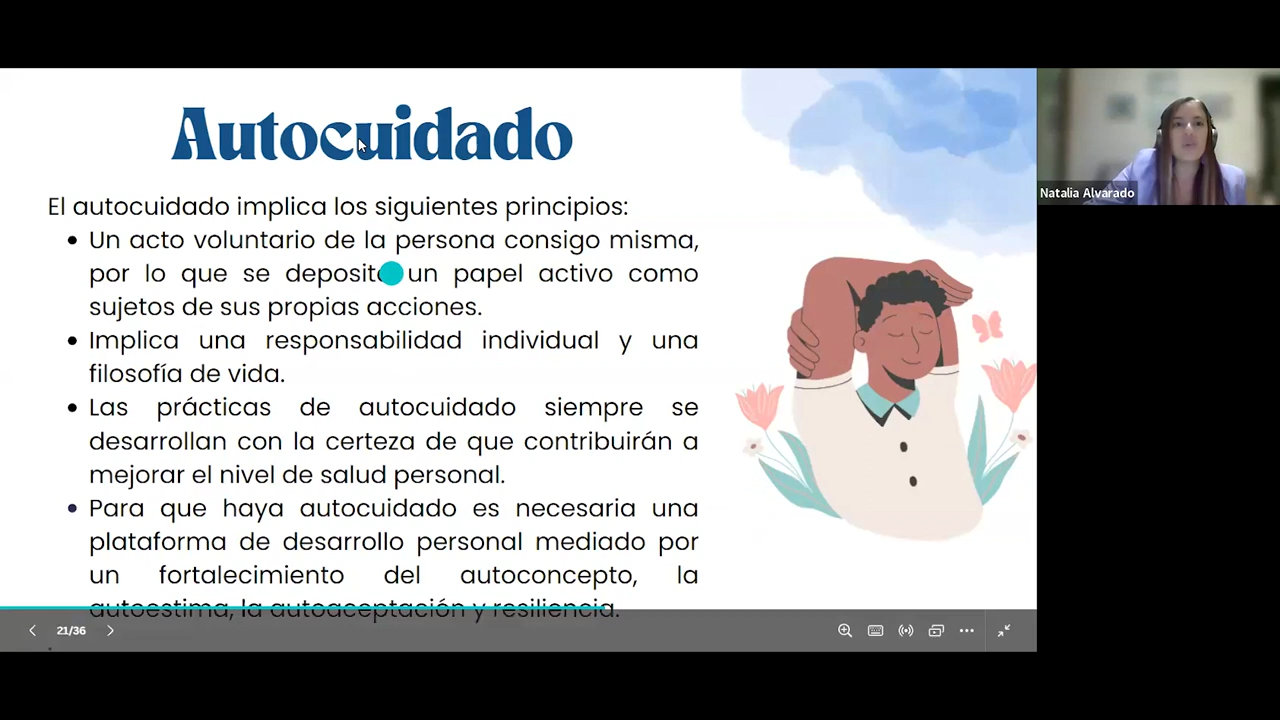 Autocuidado
El autocuidado implica los siguientes principios:
Un acto voluntario de la persona consigo misma,
por lo que se deposita un papel activo como
sujetos de sus propias acciones.
Implica una responsabilidad individual y una
filosofía de vida.
Las prácticas de autocuidado siempre se
desarrollan con la certeza de que contribuirán a
mejorar el nivel de salud personal.
Para que haya autocuidado es necesaria una
plataforma de desarrollo personal mediado por
un fortalecimiento del autoconcepto, la
autoestima, la autoaceptación y resiliencia.
21/36
Natalia Alvarado